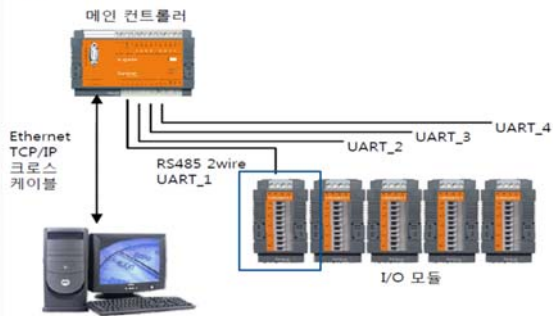 메인 컨트롤러
Ethernet
TCP/IP
크로스
케이블
RS485 2wire
UART_1
UART_2
UART_3
UART_4
I/O 모듈